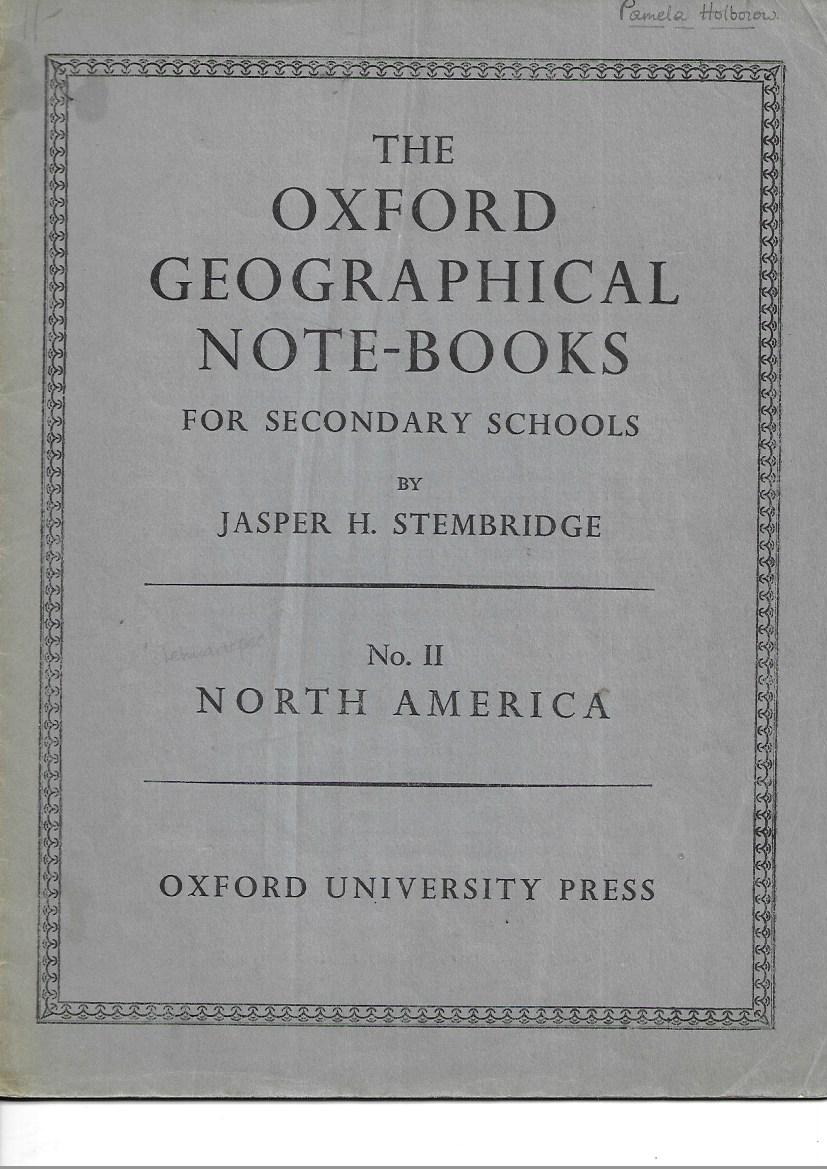 Pamela Holborow.
THE
OXFORD
GEOGRAPHICAL
NOTE-BOOKS
FOR SECONDARY SCHOOLS
BY
JASPER H. STEMBRIDGE
No. II
NORTH AMERICA
OXFORD UNIVERSITY PRESS